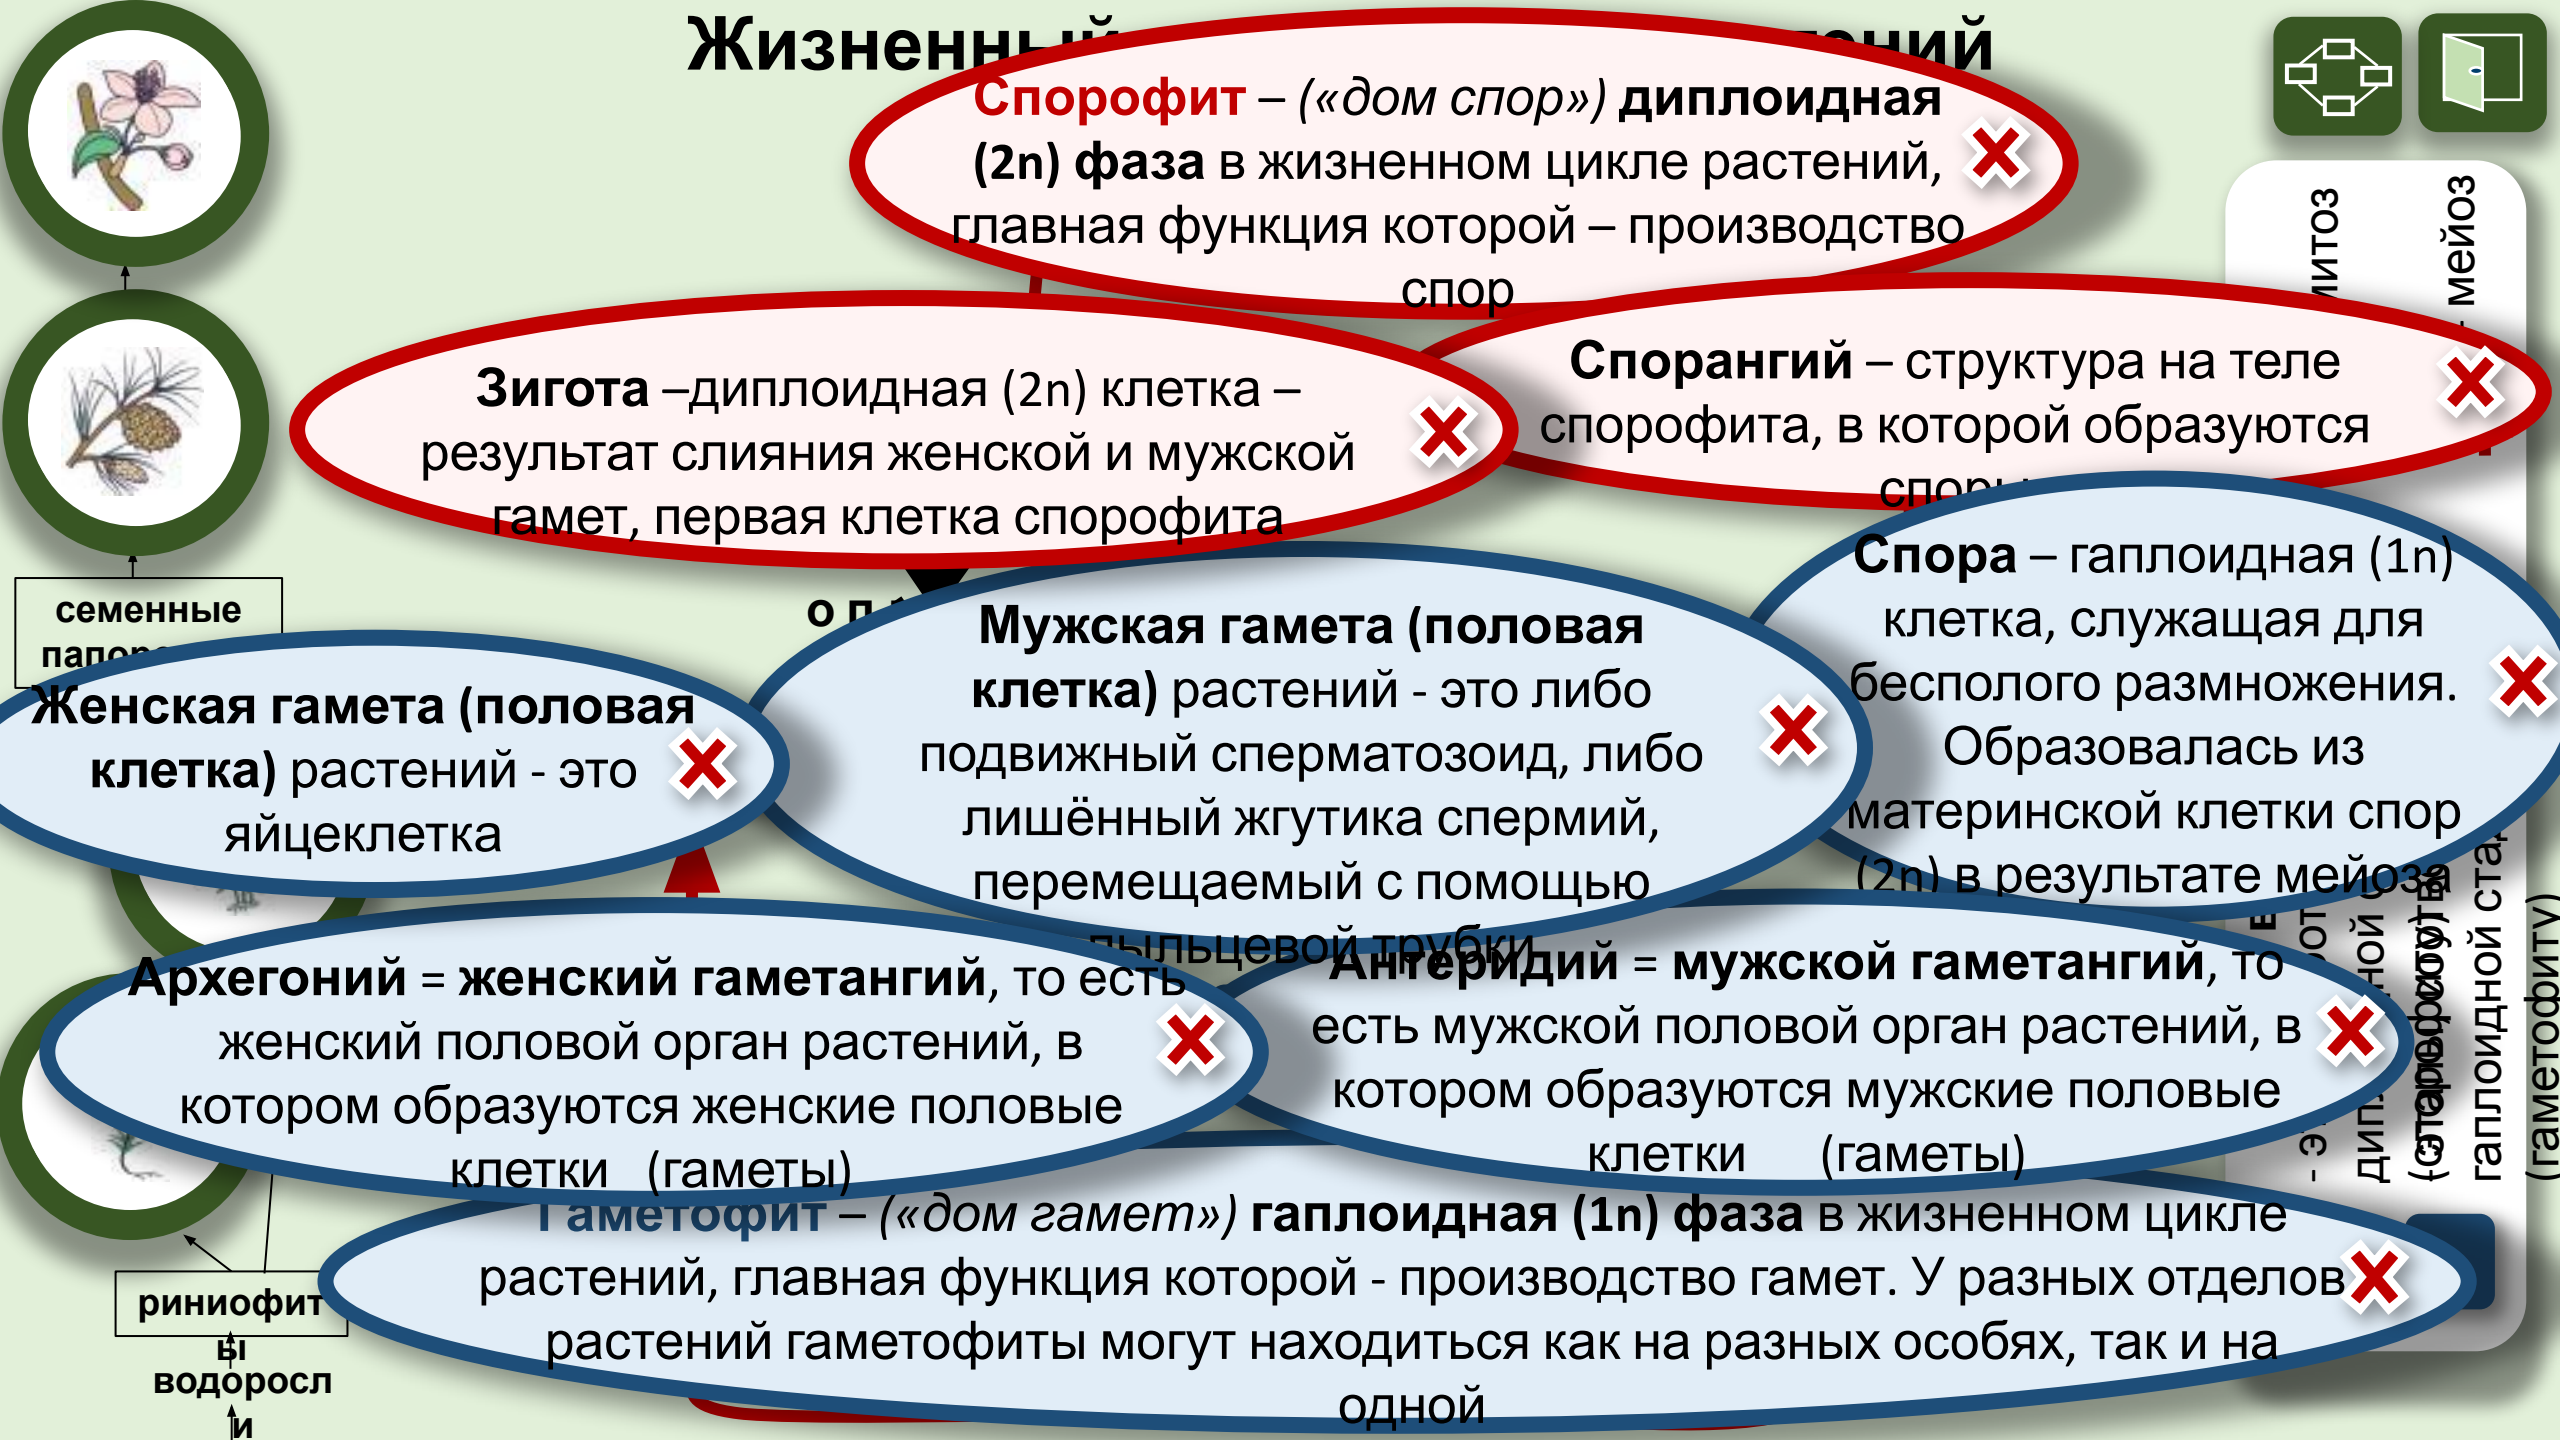 Спорофит – («дом спор») диплоидная
(2n) фаза в жизненном цикле растений,
главная функция которой – производство
спор
митоз
мейоз
Зигота –диплоидная (2n) клетка –
результат слияния женской и мужской
гамет, первая клетка спорофита
Спорангий – структура на теле
спорофита, в которой образуются
споры
Спора – гаплоидная (1n)
клетка, служащая для
бесполого размножения.
Образовалась из
материнской клетки спор
(2n) в результате мейоза
семенные
Женская гамета (половая
клетка) растений - это
яйцеклетка
Мужская гамета (половая
клетка) растений - это либо
подвижный сперматозоид, либо
лишённый жгутика спермий,
перемещаемый с помощью
пыльцевой трубки
Архегоний = женский гаметангий, то есть
женский половой орган растений, в
котором образуются женские половые
клетки (гаметы)
Антеридий = мужской гаметангий, то
есть мужской половой орган растений, в
котором образуются мужские половые
клетки (гаметы)
Гаметофит – («дом гамет») гаплоидная (1n) фаза в жизненном цикле
растений, главная функция которой - производство гамет. У разных отделов
растений гаметофиты могут находиться как на разных особях, так и на
одной
гаплоидной
(гаметофиту)
риниофит
ы
водоросл
и